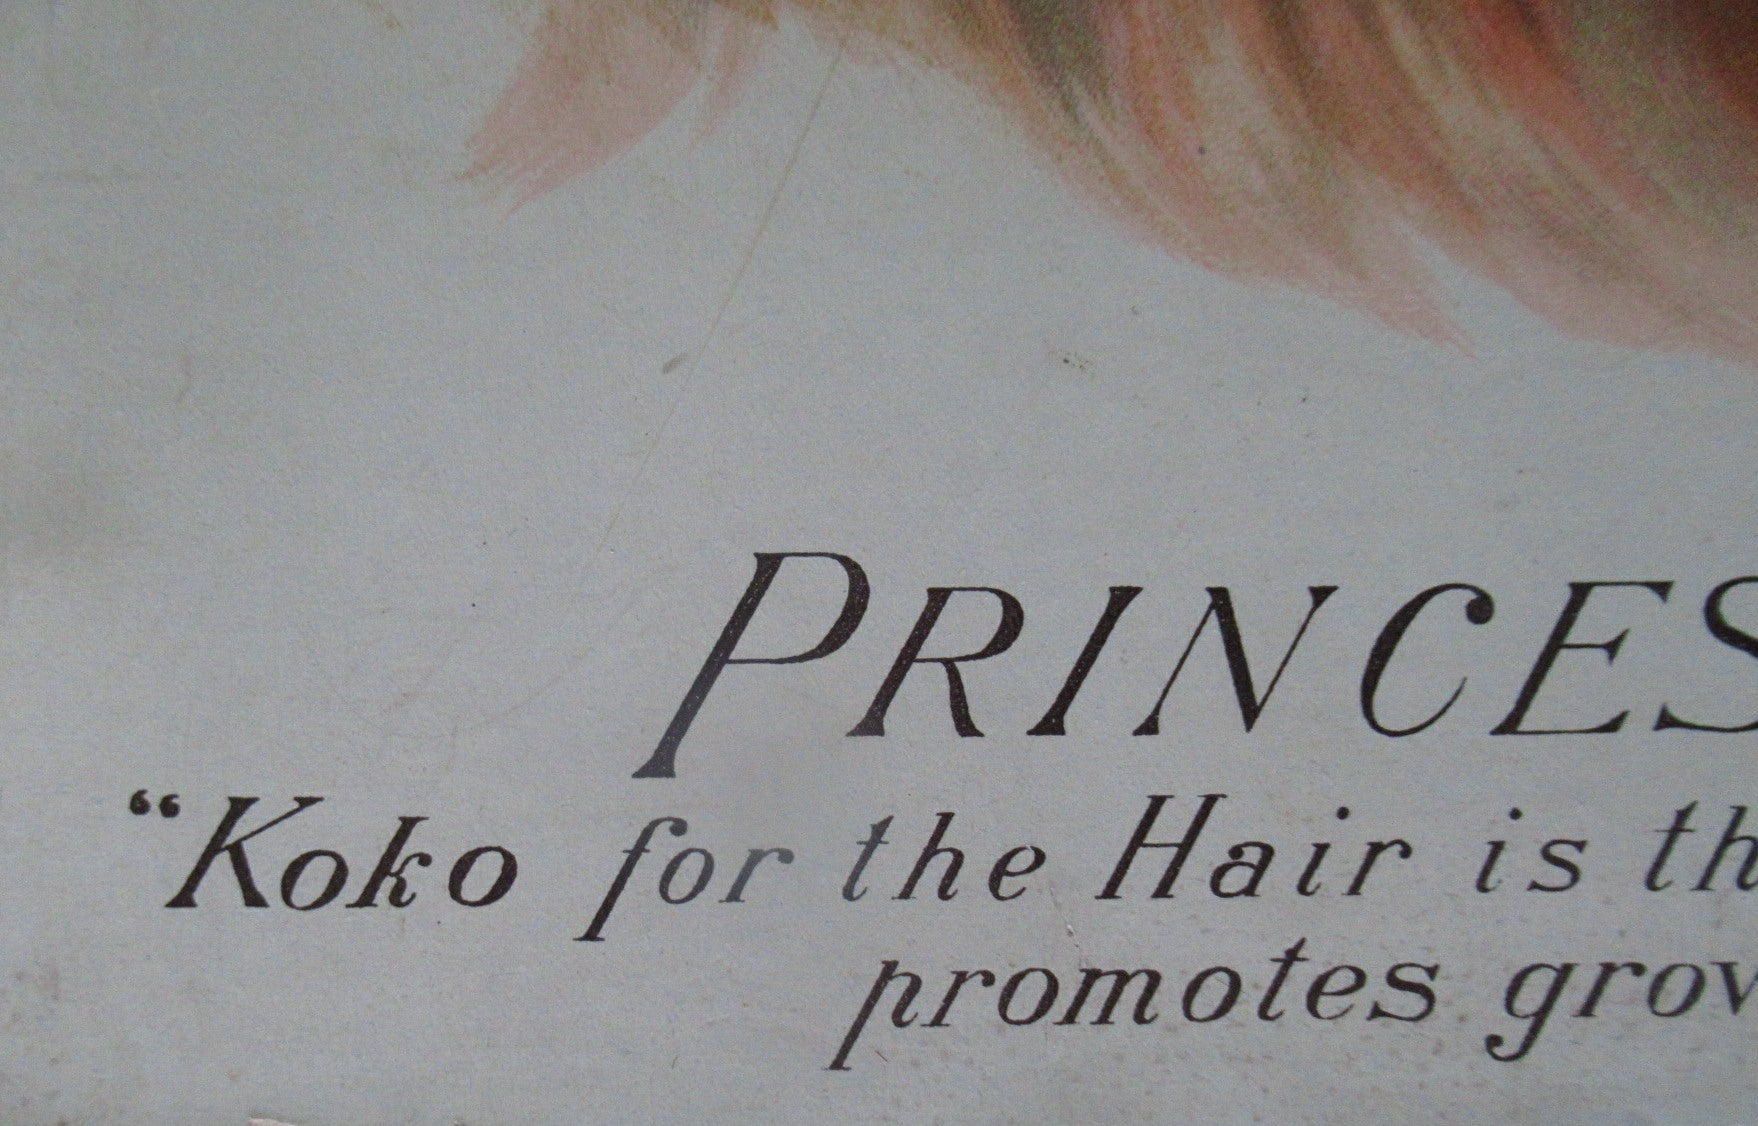 PRINCES
“Koko for the Hair is th
promotes grov